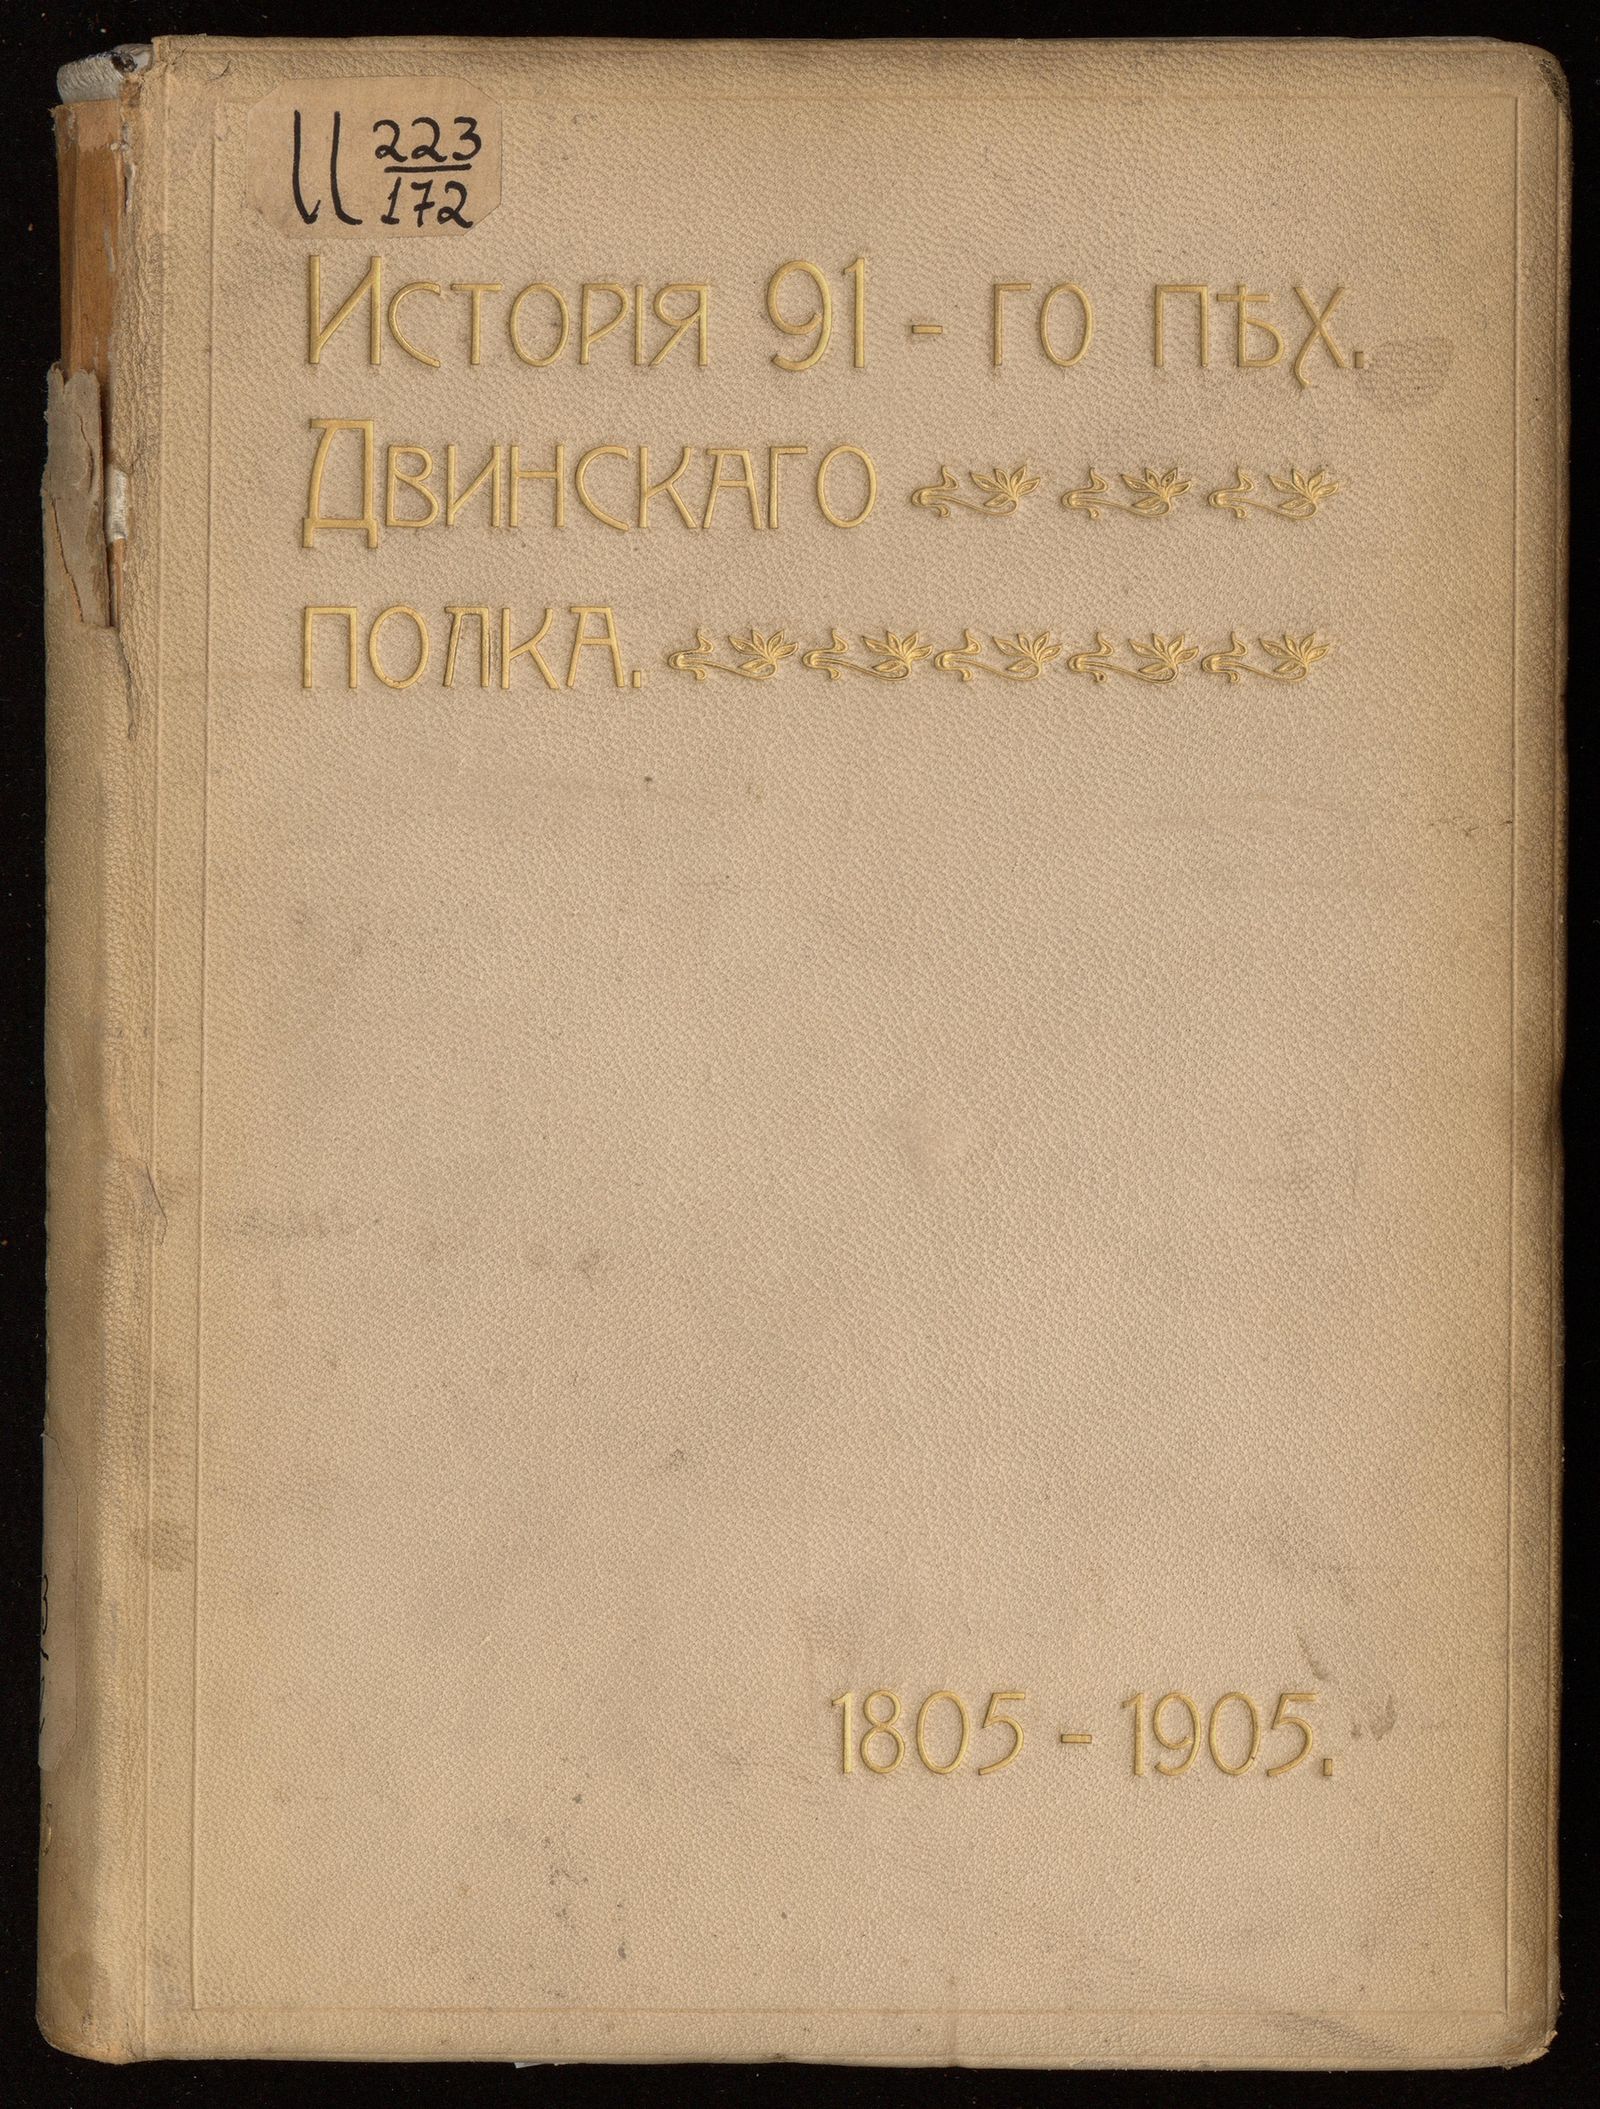 И 223
172
Исторія 91-го пѣх.
Двинскаго
полка.
1805-1905.